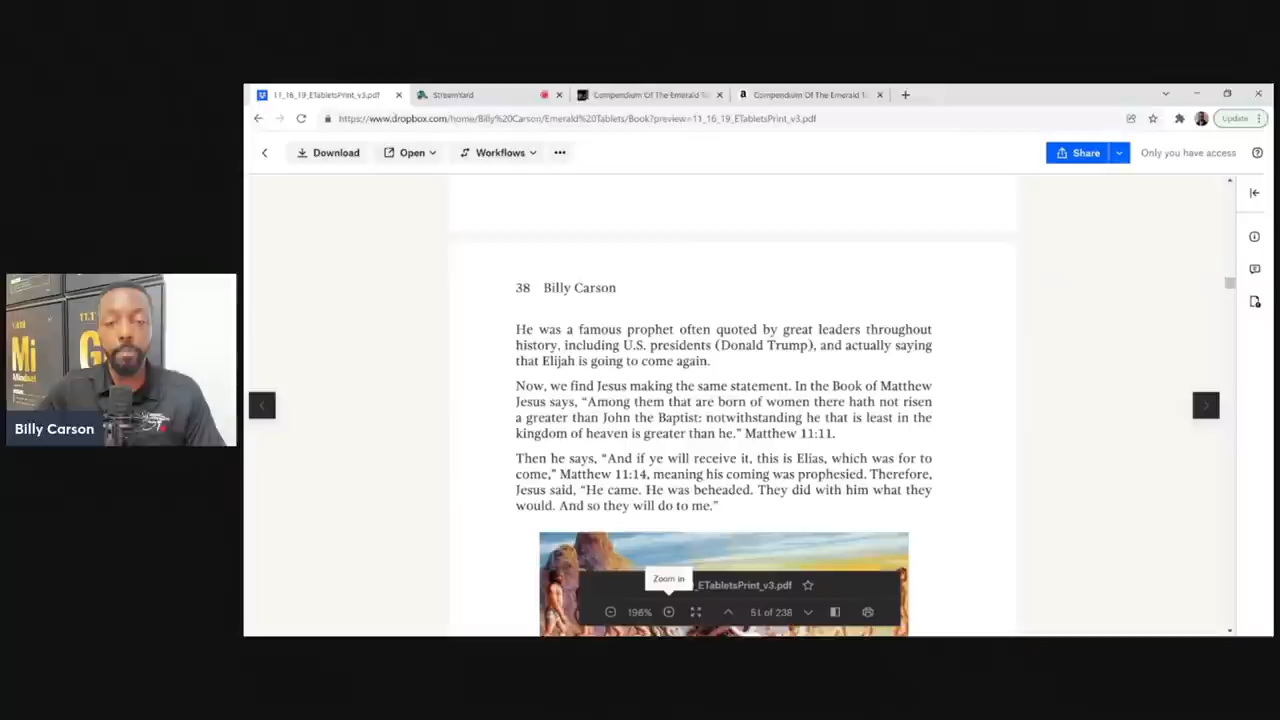 11_16_19_ETabletsPrint_v3.pdf
StreamYard
Compendium Of The Emerald T
Compendium Of The Emerald T
https://www.dropbox.com/home/Billy%20Carson/Emerald%20Tablets/Book?preview=11_16_19_ETabletsPrint_v3.pdf
Update
Download
Open
Workflows
Share
Only you have access
38 Billy Carson
He was a famous prophet often quoted by great leaders throughout
history, including U.S. presidents (Donald Trump), and actually saying
that Elijah is going to come again.
Now, we find Jesus making the same statement. In the Book of Matthew
Jesus says, “Among them that are born of women there hath not risen
a greater than John the Baptist: notwithstanding he that is least in the
kingdom of heaven is greater than he.” Matthew 11:11.
Then he says, “And if ye will receive it, this is Elias, which was for to
come,” Matthew 11:14, meaning his coming was prophesied. Therefore,
Jesus said, “He came. He was beheaded. They did with him what they
would. And so they will do to me.”
Zoom in
_ETabletsPrint_v3.pdf
196%
51 of 238
Mi
G
11.1
Billy Carson